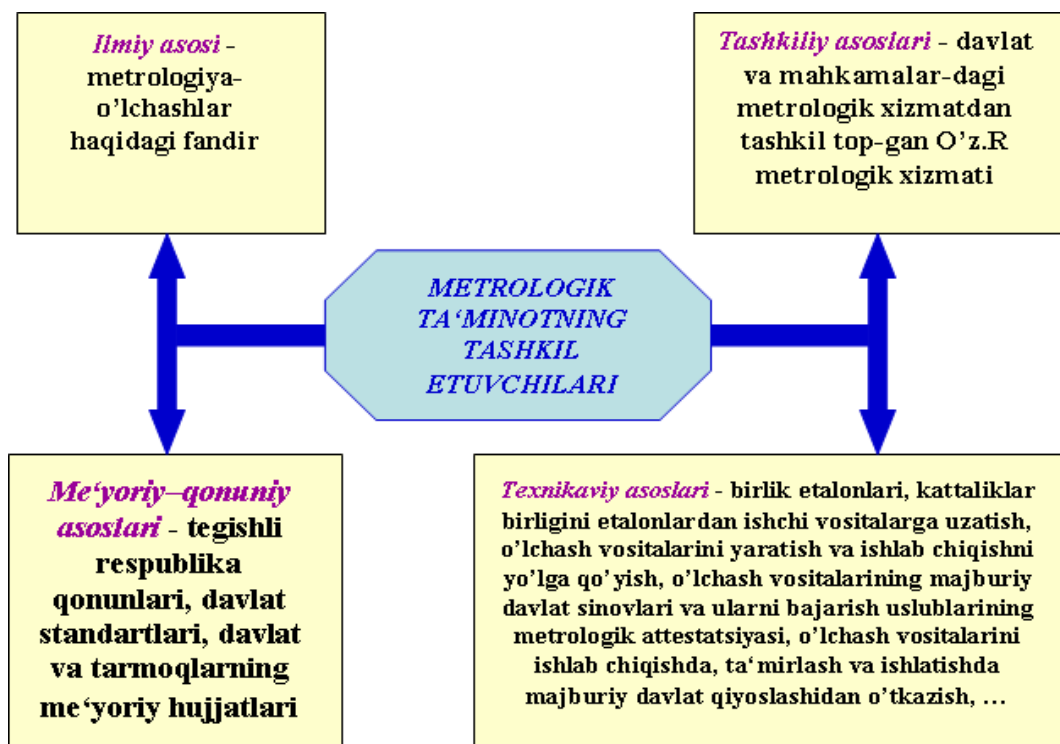 Ilmiy asosi -
metrologiya-
o’lchashlar
haqidagi fandir
Tashkiliy asoslari - davlat
va mahkamalar-dagi
metrologik xizmatdan
tashkil top-gan O’z.R
metrologik xizmati
METROLOGIK
TA‘MINOTNING
TASHKIL
ETUVCHILARI
Me‘yoriy–qonuniy
asoslari - tegishli
respublika
qonunlari, davlat
standartlari, davlat
va tarmoqlarning
me‘yoriy hujjatlari
Texnikaviy asoslari - birlik etalonlari, kattaliklar
birligini etalonlardan ishchi vositalarga uzatish,
o’lchash vositalarini yaratish va ishlab chiqishni
yo’lga qo’yish, o’lchash vositalarining majburiy
davlat sinovlari va ularni bajarish uslublarining
metrologik attestatsiyasi, o’lchash vositalarini
ishlab chiqishda, ta‘mirlash va ishlatishda
majburiy davlat qiyoslashidan o’tkazish, …